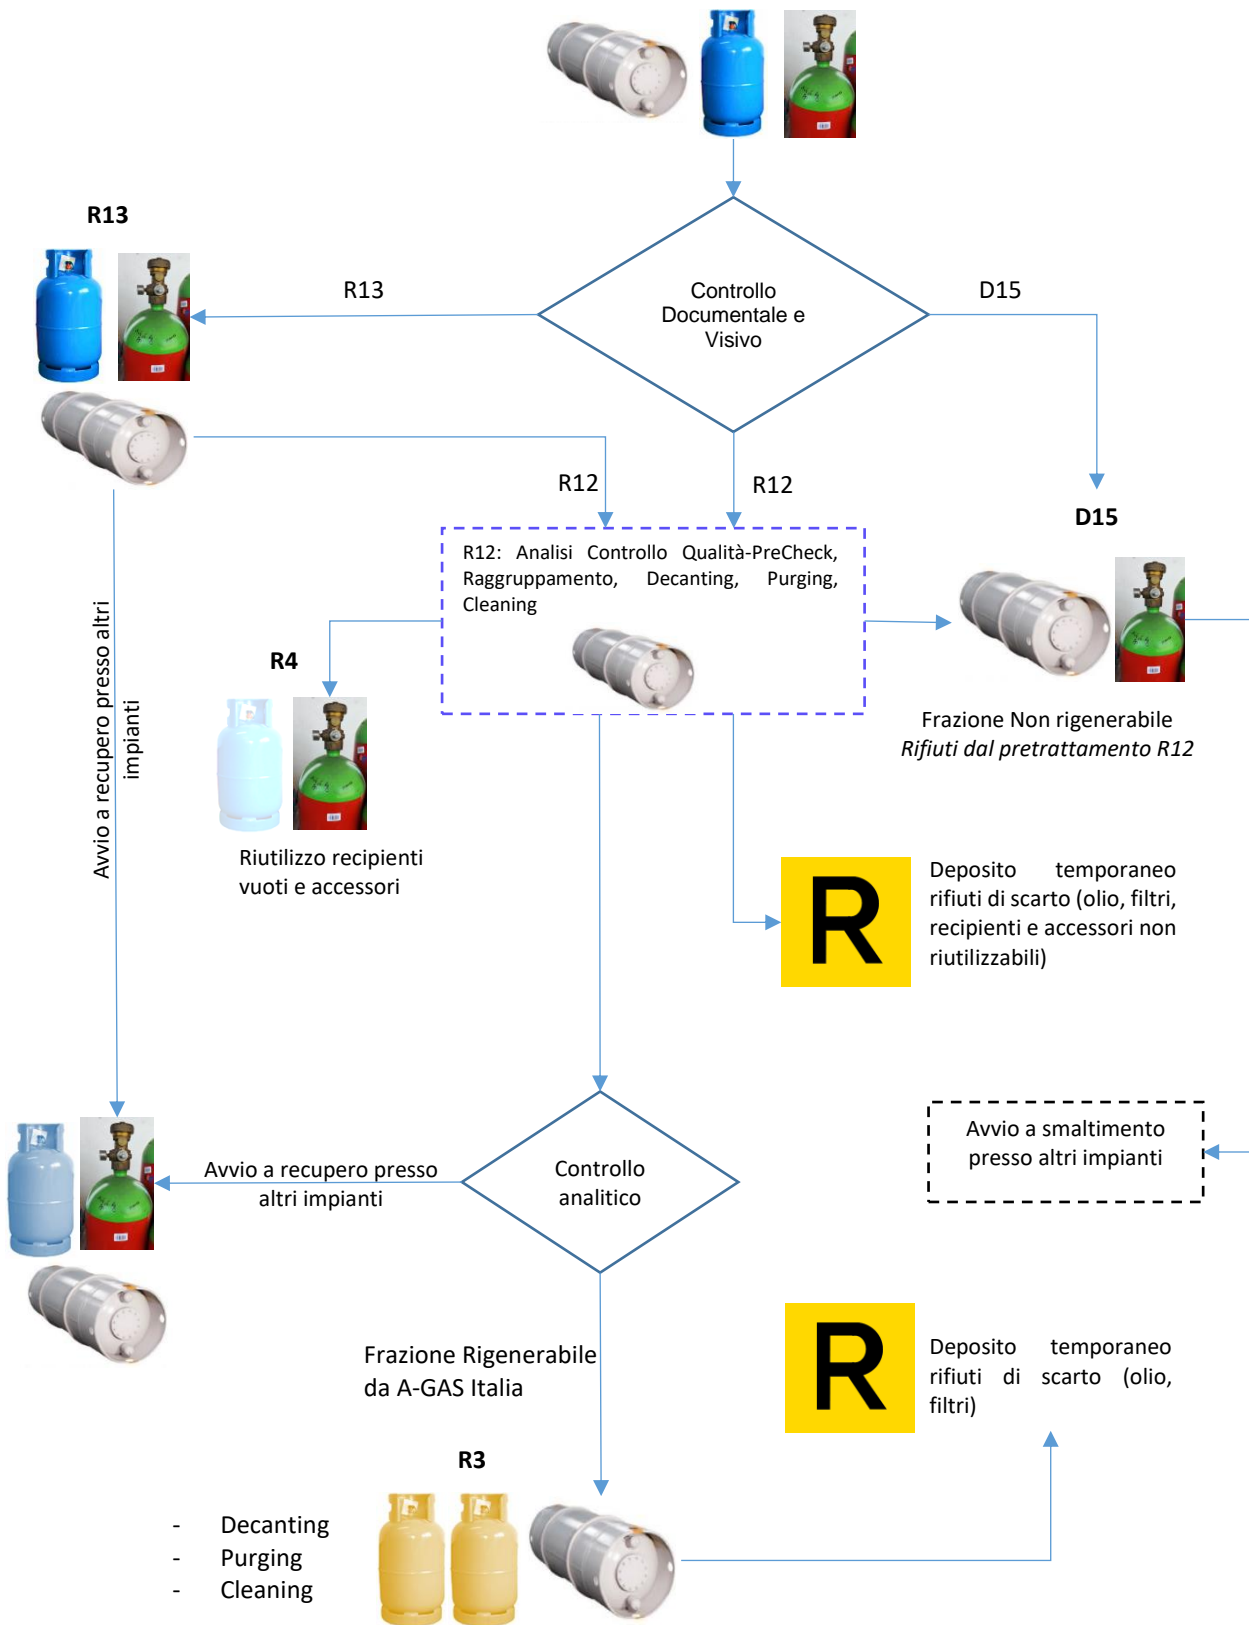 R13
R13
Controllo
Documentale e
Visivo
D15
R12
R12
D15
R12: Analisi Controllo Qualità-PreCheck,
Raggruppamento, Decanting, Purging,
Cleaning
Avvio a recupero presso altri
impianti
R4
Frazione Non rigenerabile
Rifiuti dal pretrattamento R12
Riutilizzo recipienti
vuoti e accessori
R
Deposito temporaneo
rifiuti di scarto (olio, filtri,
recipienti e accessori non
riutilizzabili)
Avvio a recupero presso
altri impianti
Controllo
analitico
Avvio a smaltimento
presso altri impianti
Frazione Rigenerabile
da A-GAS Italia
R
Deposito temporaneo
rifiuti di scarto (olio,
filtri)
R3
- Decanting
- Purging
- Cleaning